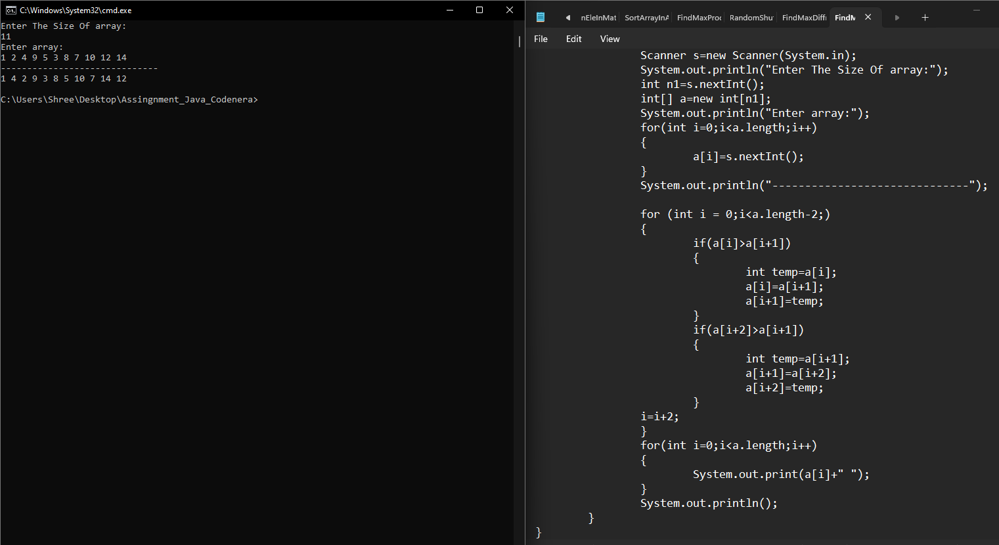 C:\Windows\System32\cmd.exe
Enter The Size Of array:
11
Enter array:
1 2 4 9 5 3 8 7 10 12 14
------------------------------
1 4 2 9 3 8 5 10 7 14 12
C:\Users\Shree\Desktop\Assingnment_Java_Codenera>
nEleInMat SortArrayInA FindMaxProc RandomShu FindMaxDiff FindM
File Edit View
Scanner s=new Scanner(System.in);
System.out.println("Enter The Size Of array:");
int n1=s.nextInt();
int[] a=new int[n1];
System.out.println("Enter array:");
for(int i=0;i<a.length;i++)
{
a[i]=s.nextInt();
}
System.out.println("------------------------------");
for (int i = 0;i<a.length-2;)
{
if(a[i]>a[i+1])
{
int temp=a[i];
a[i]=a[i+1];
a[i+1]=temp;
}
if(a[i+2]>a[i+1])
{
int temp=a[i+1];
a[i+1]=a[i+2];
a[i+2]=temp;
}
i=i+2;
}
for(int i=0;i<a.length;i++)
{
System.out.print(a[i]+" ");
}
System.out.println();
}
}